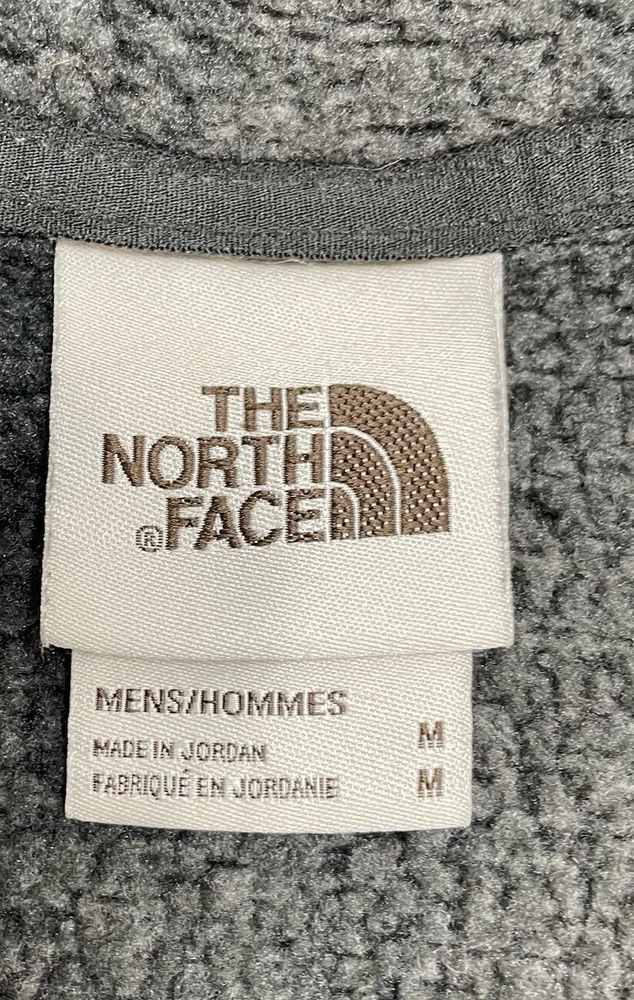 THE
NORTH
®FACE
MENS/HOMMES
M
MADE IN JORDAN
FABRIQUÉ EN JORDANIE
M